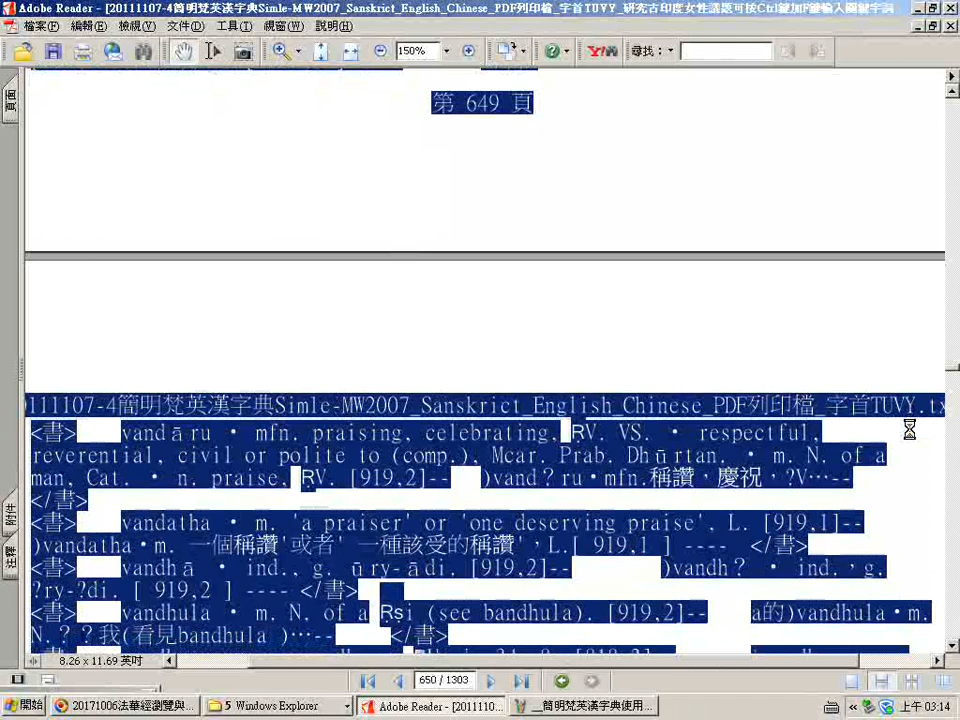 Adobe Reader - [20111107-4簡明梵英漢字典Simle-MW2007_Sanskrict_English_Chinese_PDF列印檔_字首TUVY_研究古印度女性議題可按Ctrl鍵加F鍵輸入關鍵字詞
檔案(F) 編輯(E) 檢視(V) 文件(D) 工具(T) 視窗(W) 說明(H)
150% 尋找:
頁面
第 649 頁
111107-4簡明梵英漢字典Simle-MW2007_Sanskrict_English_Chinese_PDF列印檔_字首TUVY.tx
<書> vandāru · mfn. praising, celebrating, ṚV. VS. · respectful,
reverential, civil or polite to (comp.), Mcar. Prab. Dhūrtan. · m. N. of a
man, Cat. · n. praise, ṚV. [919,2]-- )vand？ru·mfn.稱讚，慶祝，?V…--
</書>
<書> vandatha · m. 'a praiser' or 'one deserving praise', L. [919,1]--
)vandatha·m. 一個稱讚'或者' 一種該受的稱讚'，L.[ 919,1 ] ---- </書>
<書> vandhā · ind., g. ūry-ādi. [919,2]-- )vandh？ · ind.，g.
?ry-?di. [ 919,2 ] ---- </書>
<書> vandhula · m. N. of a Ṛṣi (see bandhula). [919,2]-- a的)vandhula·m.
N.？？我(看見bandhula )…-- </書>
附件
注釋
8.26 x 11.69 英吋
650 / 1303
開始 20171006法華經瀏覽與... 5 Windows Explorer Adobe Reader - [2011110... __簡明梵英漢字典使用... 上午 03:14